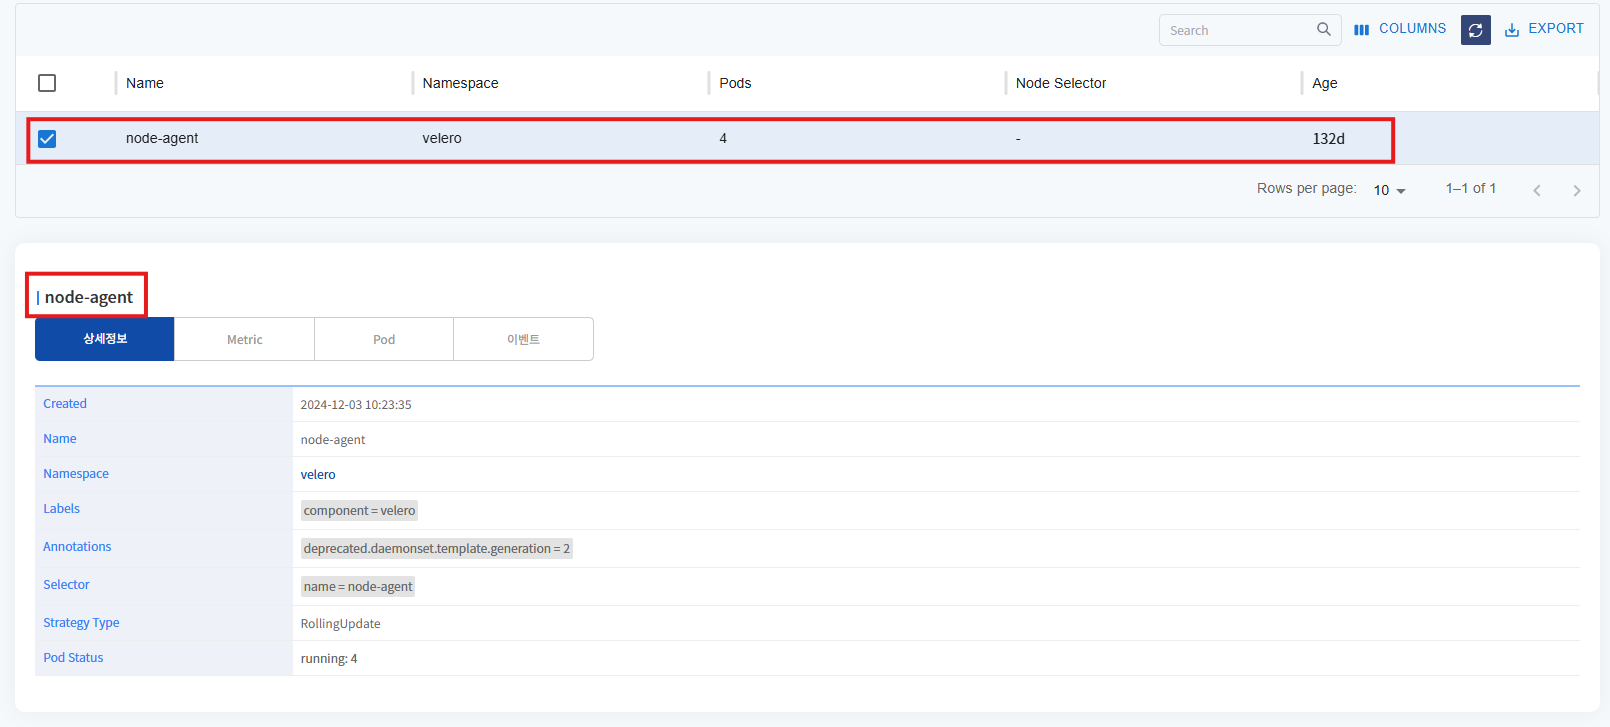 Search COLUMNS EXPORT
Name Namespace Pods Node Selector Age
node-agent velero 4 - 132d
Rows per page: 10 1–1 of 1
node-agent
상세정보 Metric Pod 이벤트
Created 2024-12-03 10:23:35
Name node-agent
Namespace velero
Labels component = velero
Annotations deprecated.daemonset.template.generation = 2
Selector name = node-agent
Strategy Type RollingUpdate
Pod Status running: 4